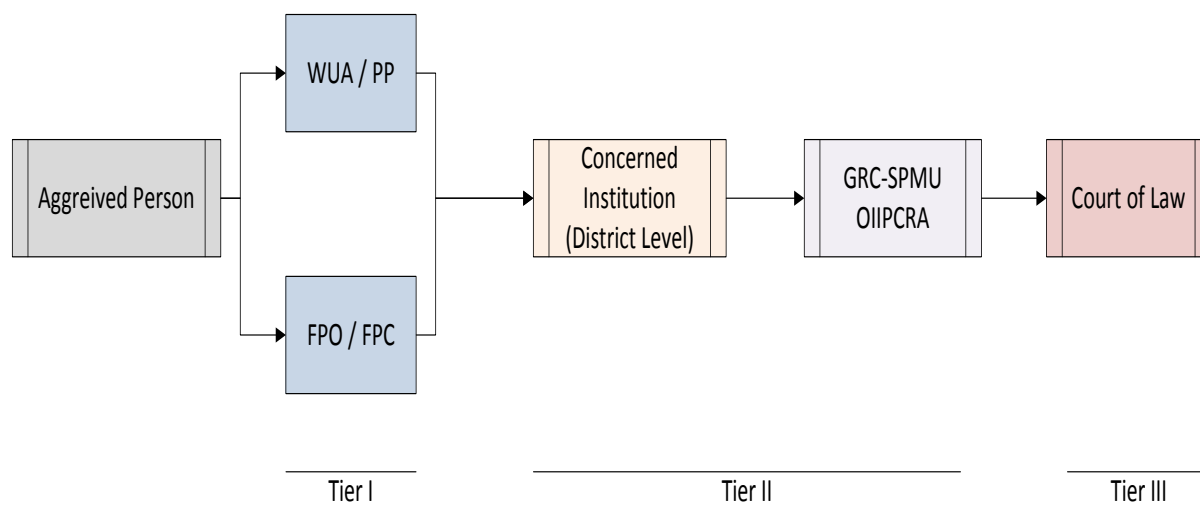 WUA / PP
Aggreived Person
Concerned
Institution
(District Level)
GRC-SPMU
OIIPCRA
Court of Law
FPO / FPC
Tier I
Tier II
Tier III